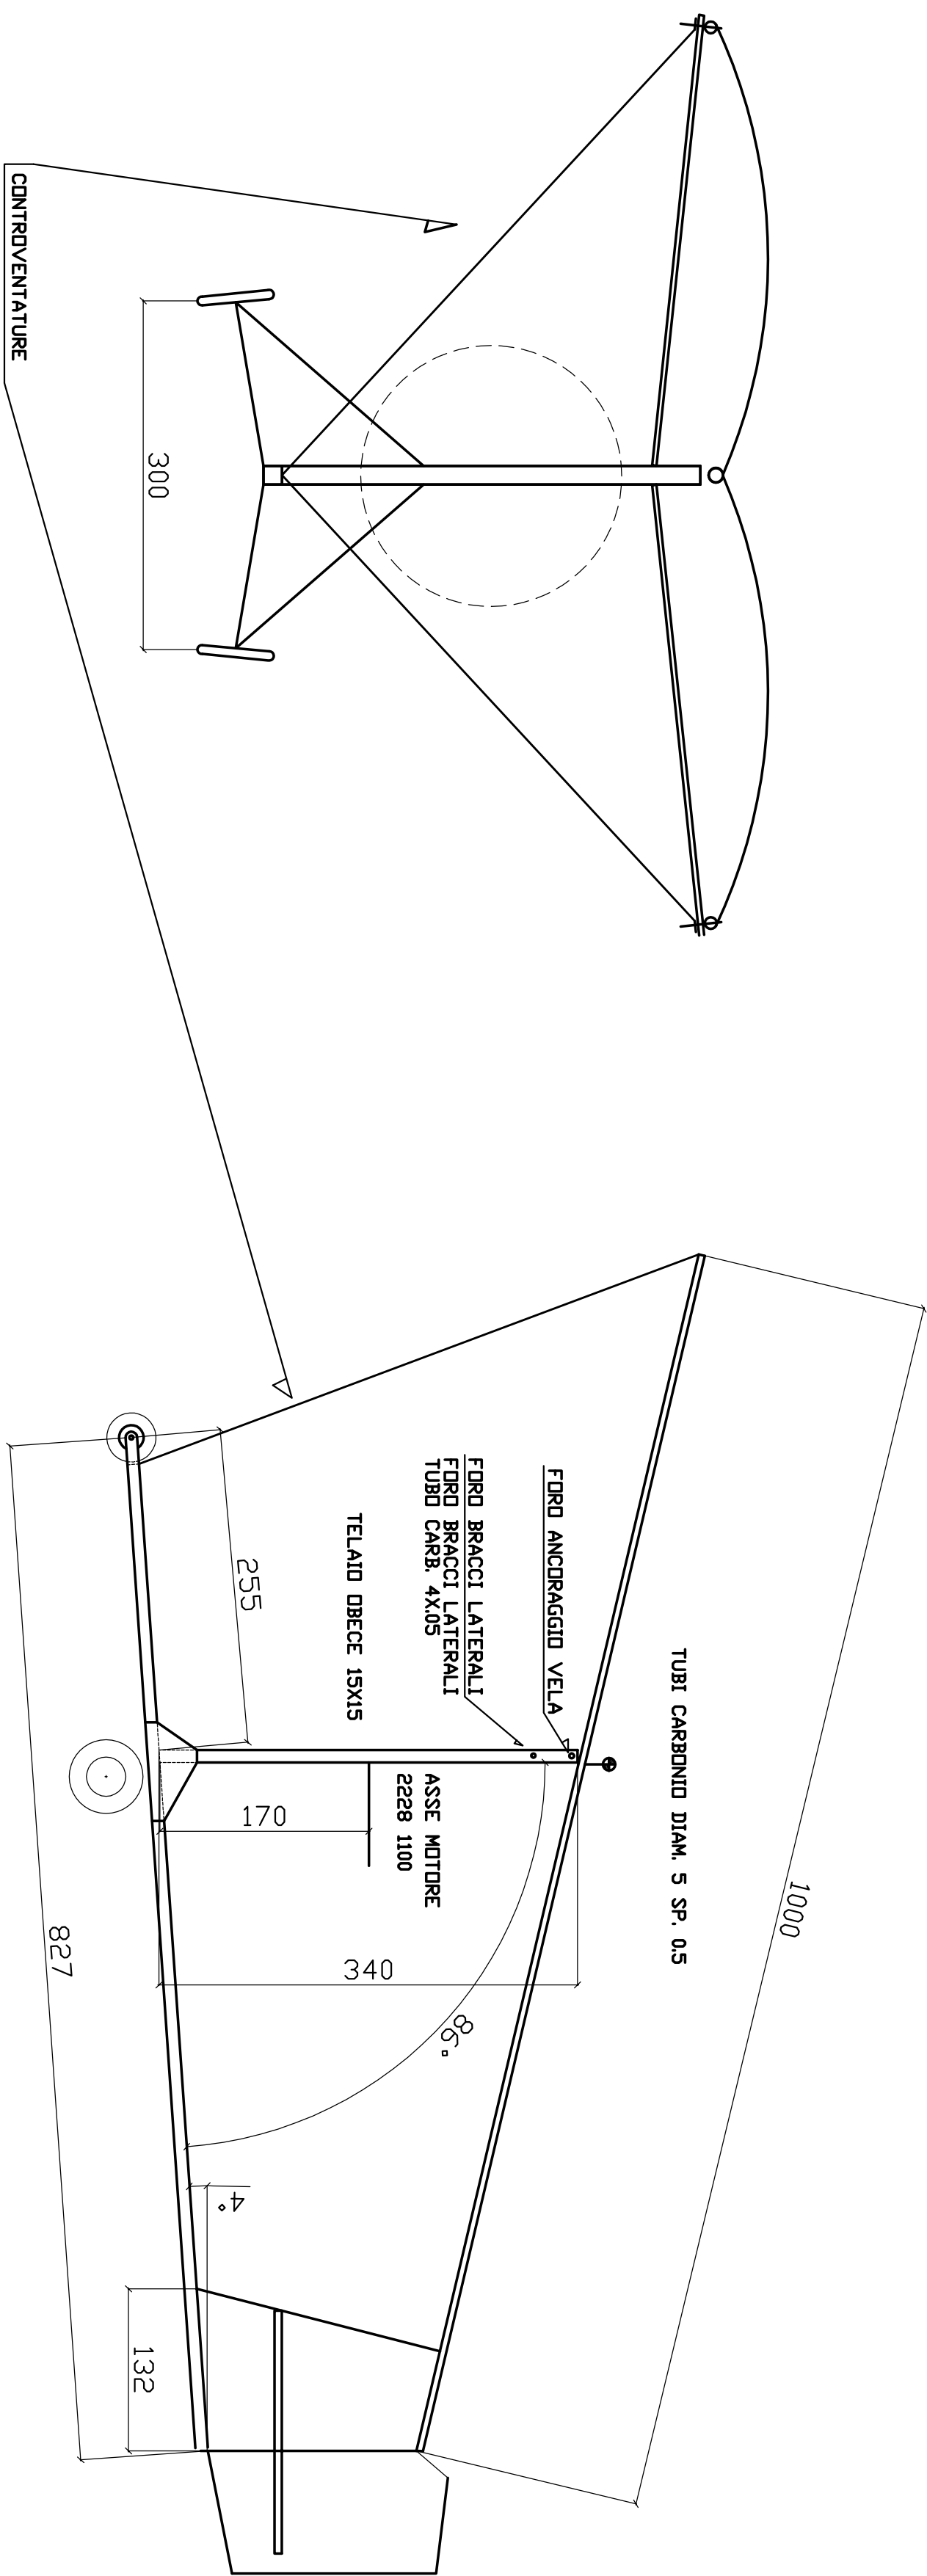 CONTROVENTATURE
300
1000
TUBI CARBONIO DIAM. 5 SP. 0.5
FORO ANCORAGGIO VELA
FORO BRACCI LATERALI
FORO BRACCI LATERALI
TUBO CARB. 4X.05
TELAIO OBECE 15X15
ASSE MOTORE
2228 1100
255
170
340
86°
4°
132
827